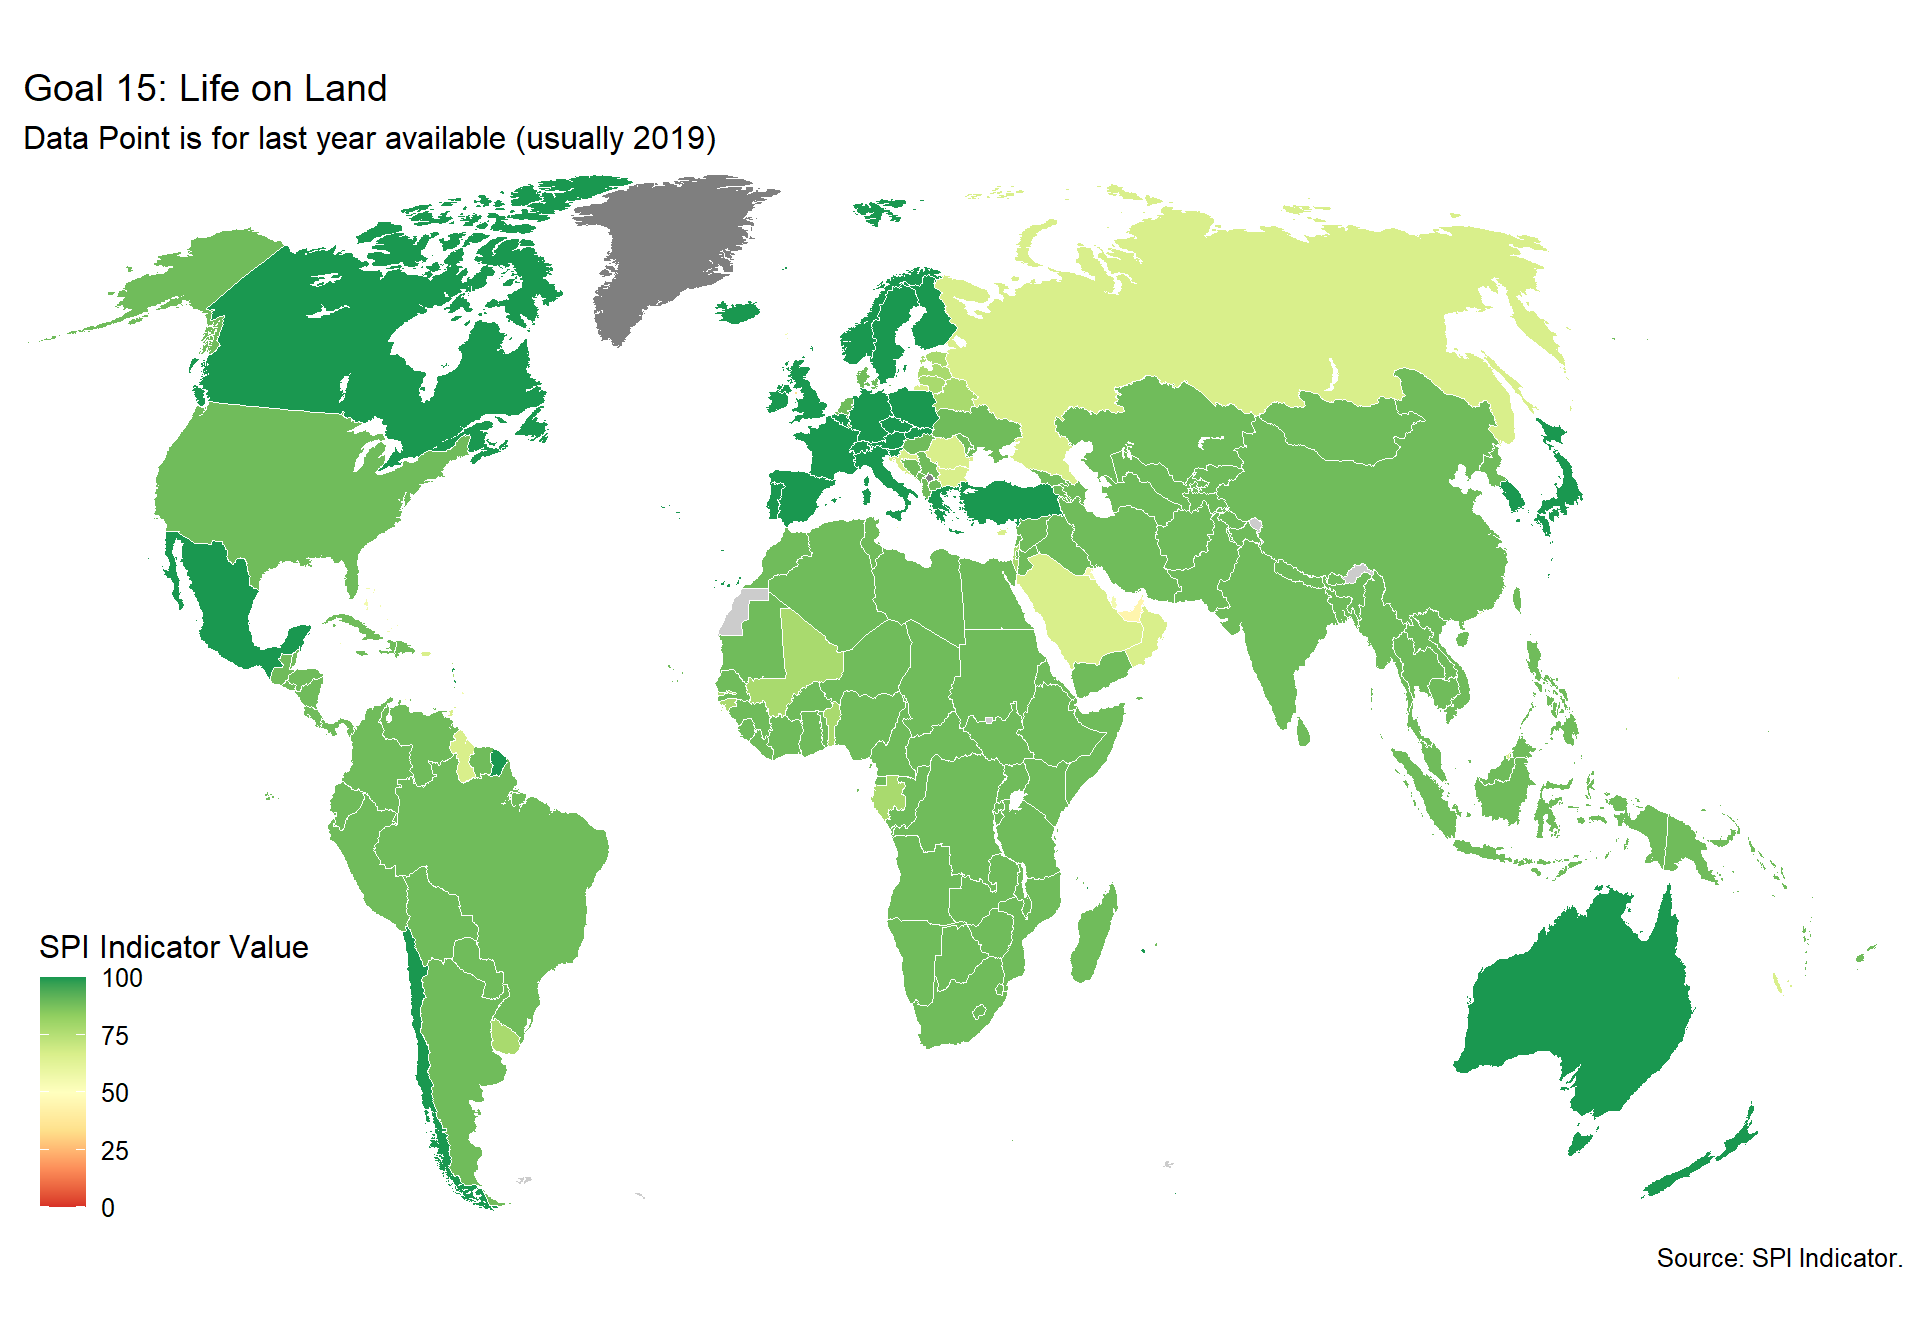 Goal 15: Life on Land
Data Point is for last year available (usually 2019)
SPI Indicator Value
100
75
50
25
0
Source: SPI Indicator.